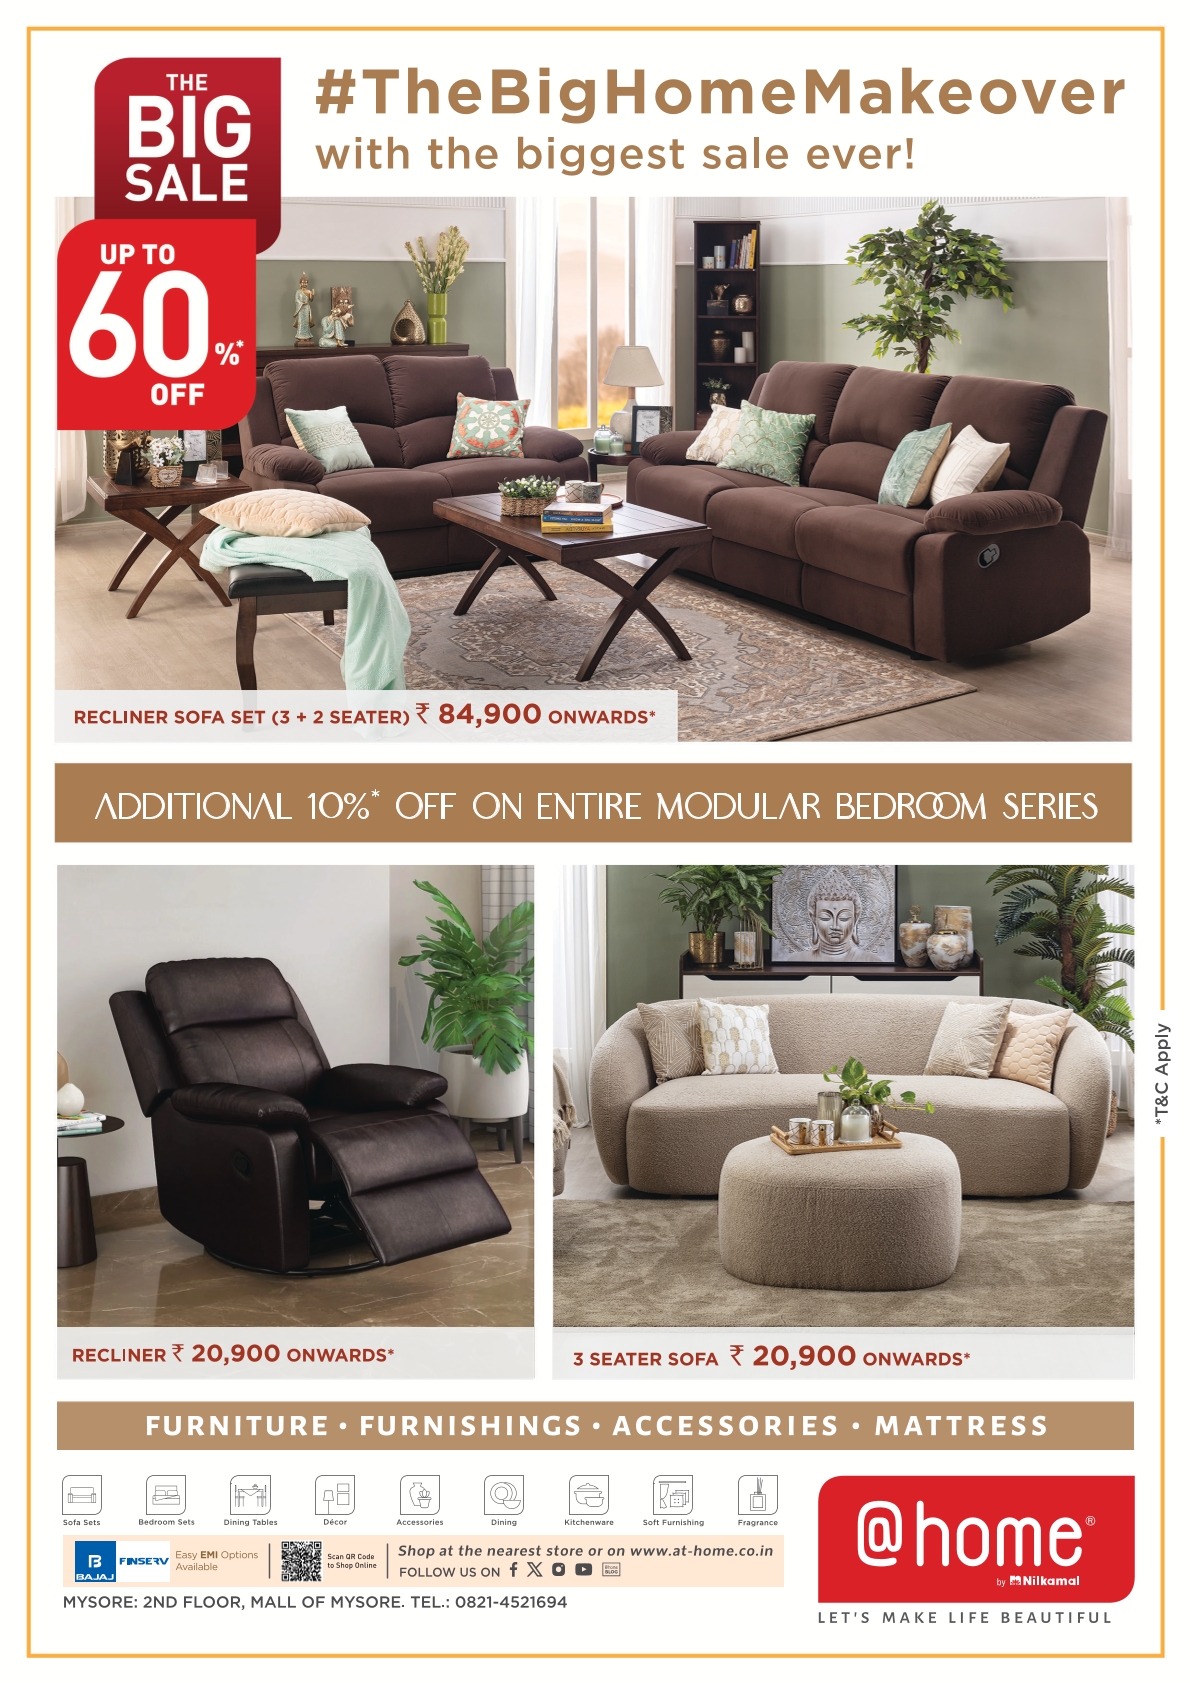 THE
BIG
SALE
UP TO
60%*
OFF
#TheBigHomeMakeover
with the biggest sale ever!
RECLINER SOFA SET (3 + 2 SEATER) ₹ 84,900 ONWARDS*
ADDITIONAL 10%* OFF ON ENTIRE MODULAR BEDROOM SERIES
RECLINER ₹ 20,900 ONWARDS*
3 SEATER SOFA ₹ 20,900 ONWARDS*
*T&C Apply
FURNITURE • FURNISHINGS • ACCESSORIES • MATTRESS
Sofa Sets
Bedroom Sets
Dining Tables
Décor
Accessories
Dining
Kitchenware
Soft Furnishing
Fragrance
B
BAJAJ
FINSERV
Easy EMI Options
Available
Scan QR Code
to Shop Online
Shop at the nearest store or on www.at-home.co.in
FOLLOW US ON
MYSORE: 2ND FLOOR, MALL OF MYSORE. TEL.: 0821-4521694
@home®
by Nilkamal
LET'S MAKE LIFE BEAUTIFUL